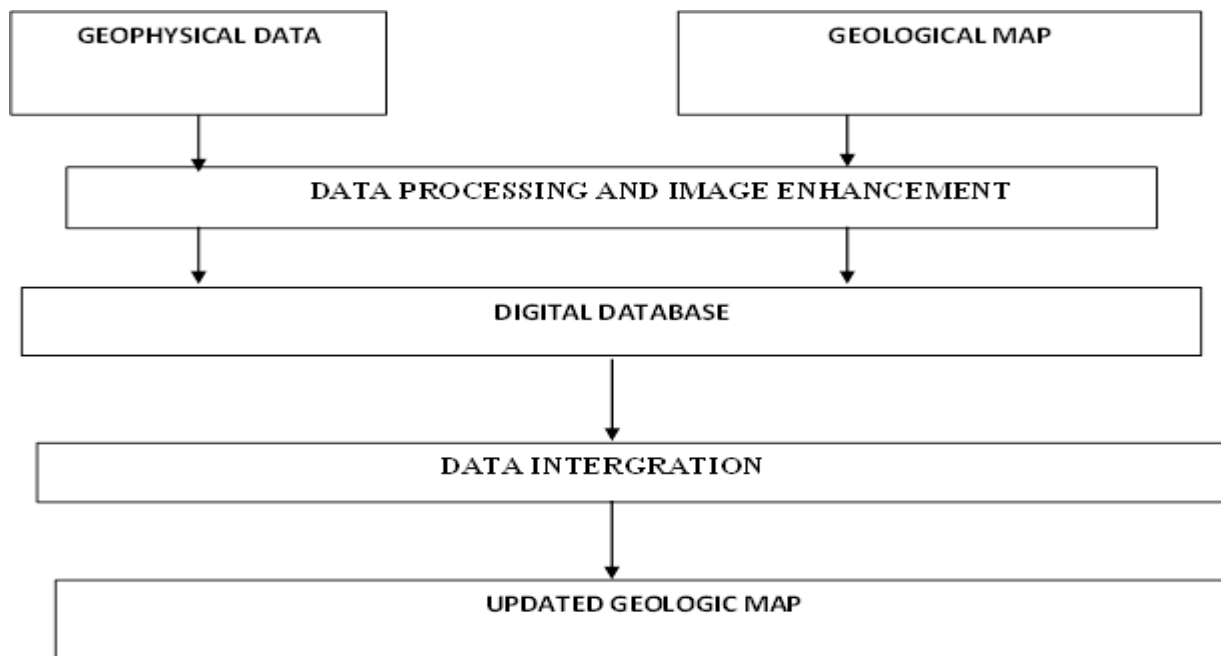 GEOPHYSICAL DATA
GEOLOGICAL MAP
DATA PROCESSING AND IMAGE ENHANCEMENT
DIGITAL DATABASE
DATA INTERGRATION
UPDATED GEOLOGIC MAP